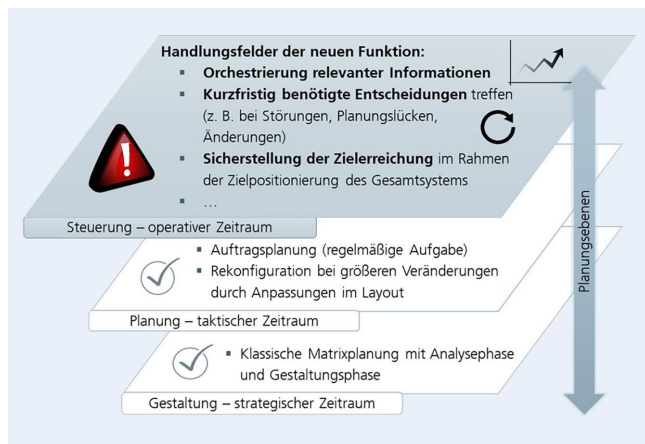 Handlungsfelder der neuen Funktion:
▪ Orchestrierung relevanter Informationen
▪ Kurzfristig benötigte Entscheidungen treffen
(z. B. bei Störungen, Planungslücken,
Änderungen)
▪ Sicherstellung der Zielerreichung im Rahmen
der Zielpositionierung des Gesamtsystems
▪ ...
Steuerung – operativer Zeitraum
▪ Auftragsplanung (regelmäßige Aufgabe)
▪ Rekonfiguration bei größeren Veränderungen
durch Anpassungen im Layout
Planung – taktischer Zeitraum
▪ Klassische Matrixplanung mit Analysephase
und Gestaltungsphase
Gestaltung – strategischer Zeitraum
Planungsebenen